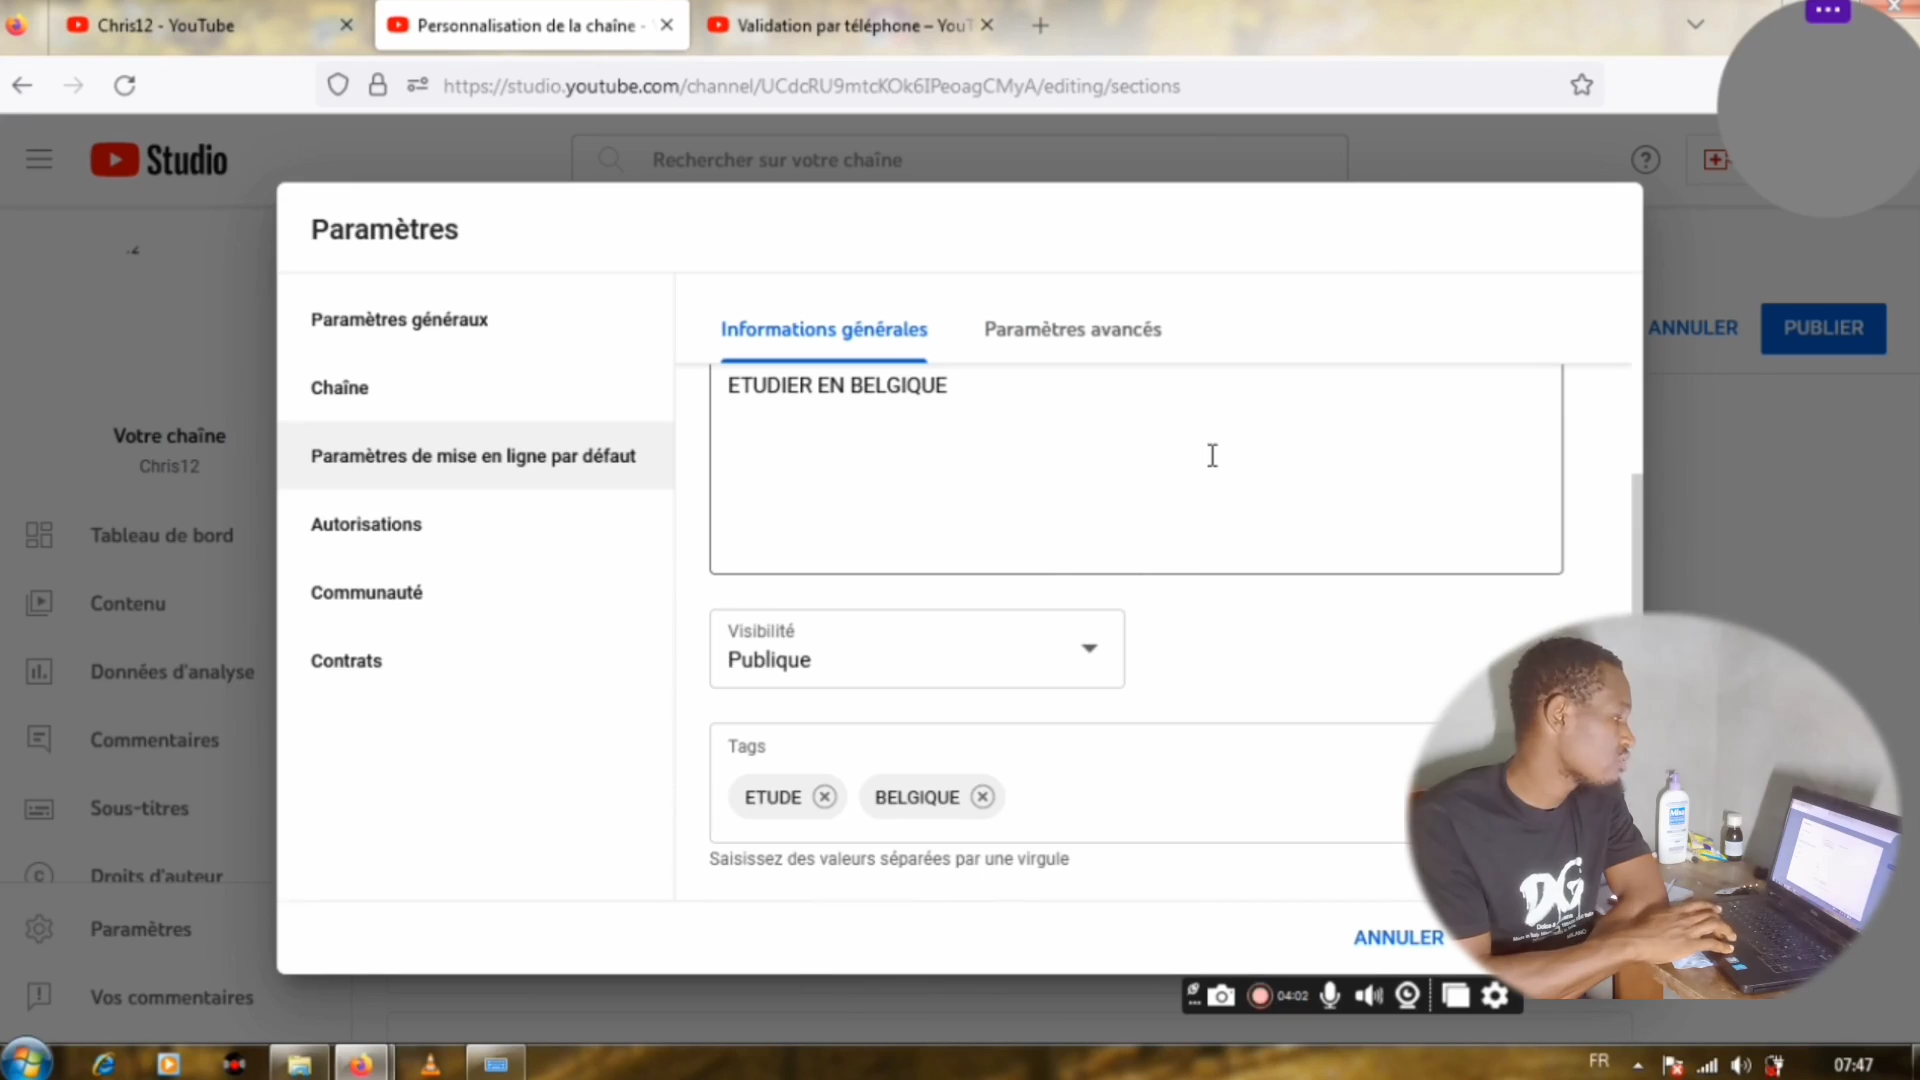 Chris12 - YouTube
Personnalisation de la chaîne -
Validation par téléphone – YouT
https://studio.youtube.com/channel/UCdcRU9mtcKOk6IPeoagCMyA/editing/sections
Studio
Rechercher sur votre chaîne
Paramètres
Paramètres généraux
Informations générales
Paramètres avancés
ANNULER
PUBLIER
Chaîne
ETUDIER EN BELGIQUE
Votre chaîne
Chris12
Paramètres de mise en ligne par défaut
Autorisations
Tableau de bord
Communauté
Contenu
Visibilité
Publique
Contrats
Données d'analyse
Commentaires
Tags
ETUDE
BELGIQUE
Sous-titres
Saisissez des valeurs séparées par une virgule
Droits d'auteur
Paramètres
ANNULER
Vos commentaires
04:02
DG
MILANO
FR
07:47